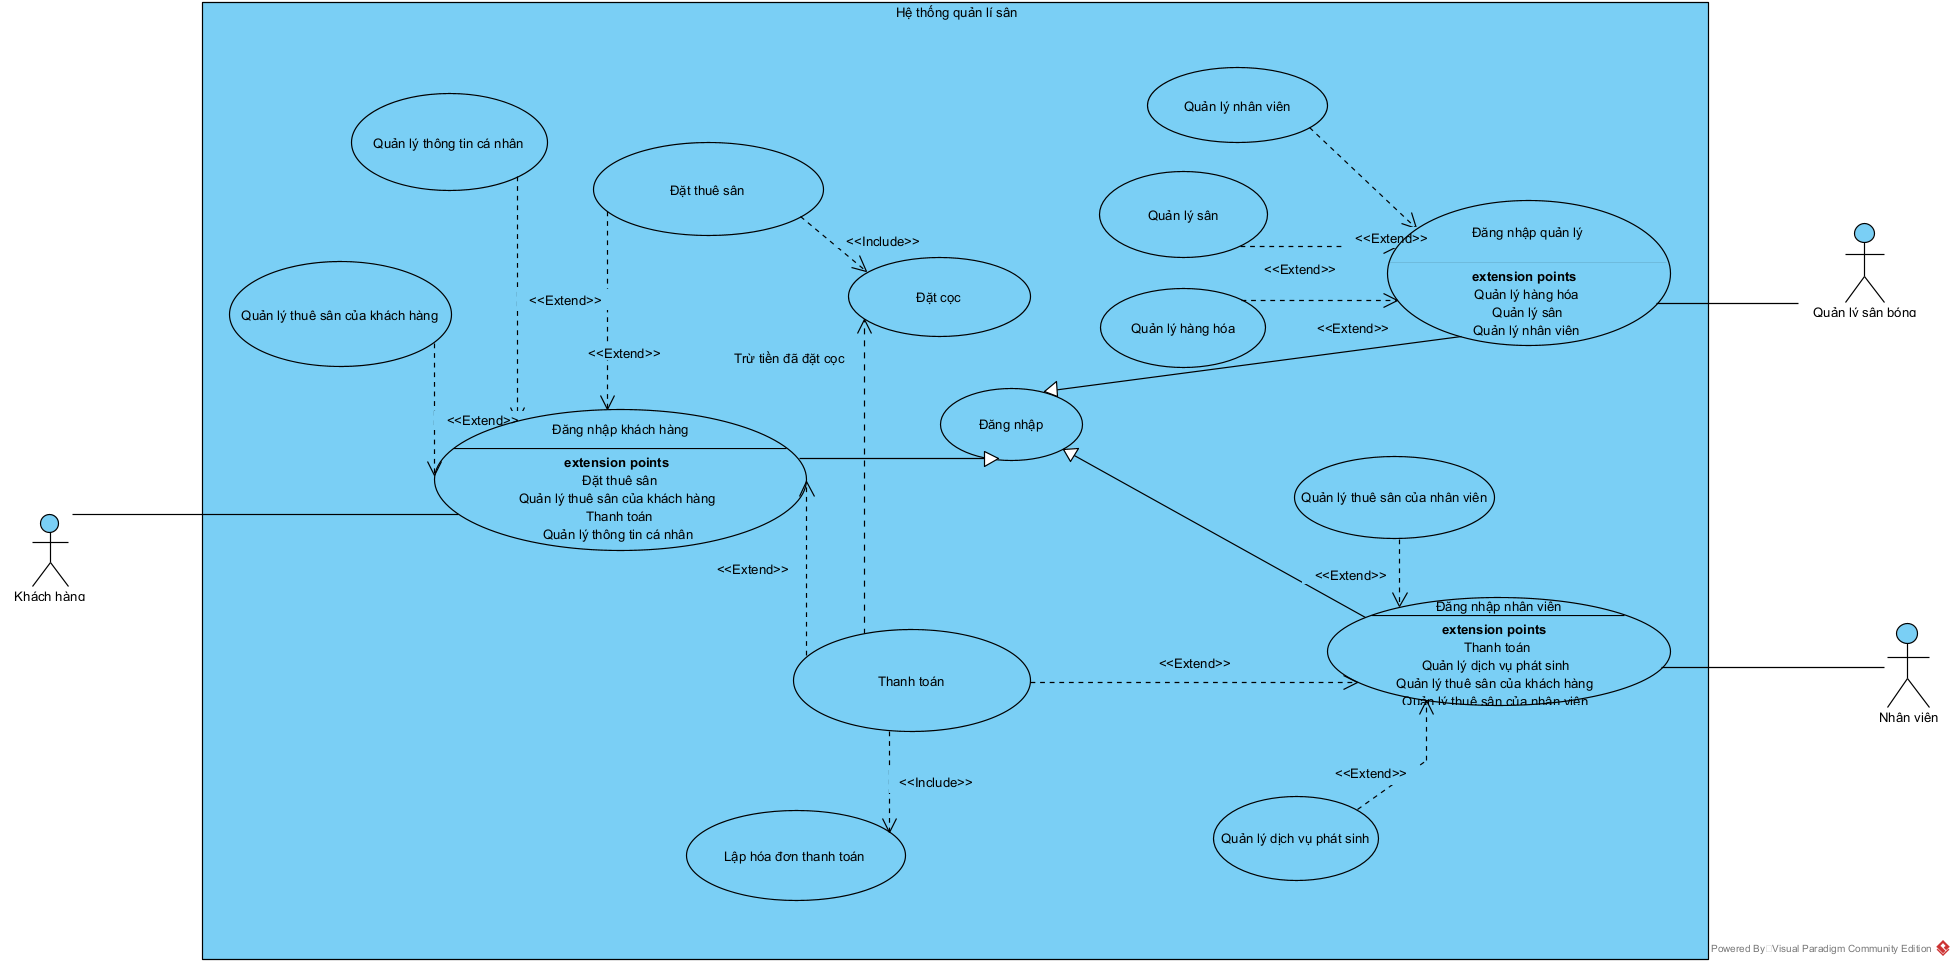 Hệ thống quản lí sân
Quản lý nhân viên
Quản lý thông tin cá nhân
Đặt thuê sân
Quản lý sân
<<Include>>
<<Extend>>
Đăng nhập quản lý
<<Extend>>
extension points
Quản lý hàng hóa
Quản lý sân
Quản lý nhân viên
Quản lý sân bóng
Đặt cọc
<<Extend>>
Quản lý thuê sân của khách hàng
Quản lý hàng hóa
<<Extend>>
<<Extend>>
Trừ tiền đã đặt cọc
<<Extend>>
Đăng nhập
Đăng nhập khách hàng
extension points
Đặt thuê sân
Quản lý thuê sân của khách hàng
Thanh toán
Quản lý thông tin cá nhân
Quản lý thuê sân của nhân viên
<<Extend>>
<<Extend>>
Khách hàng
Đăng nhập nhân viên
extension points
Thanh toán
Quản lý dịch vụ phát sinh
Quản lý thuê sân của khách hàng
Quản lý thuê sân của nhân viên
<<Extend>>
Thanh toán
Nhân viên
<<Extend>>
<<Include>>
Quản lý dịch vụ phát sinh
Lập hóa đơn thanh toán
Powered By Visual Paradigm Community Edition